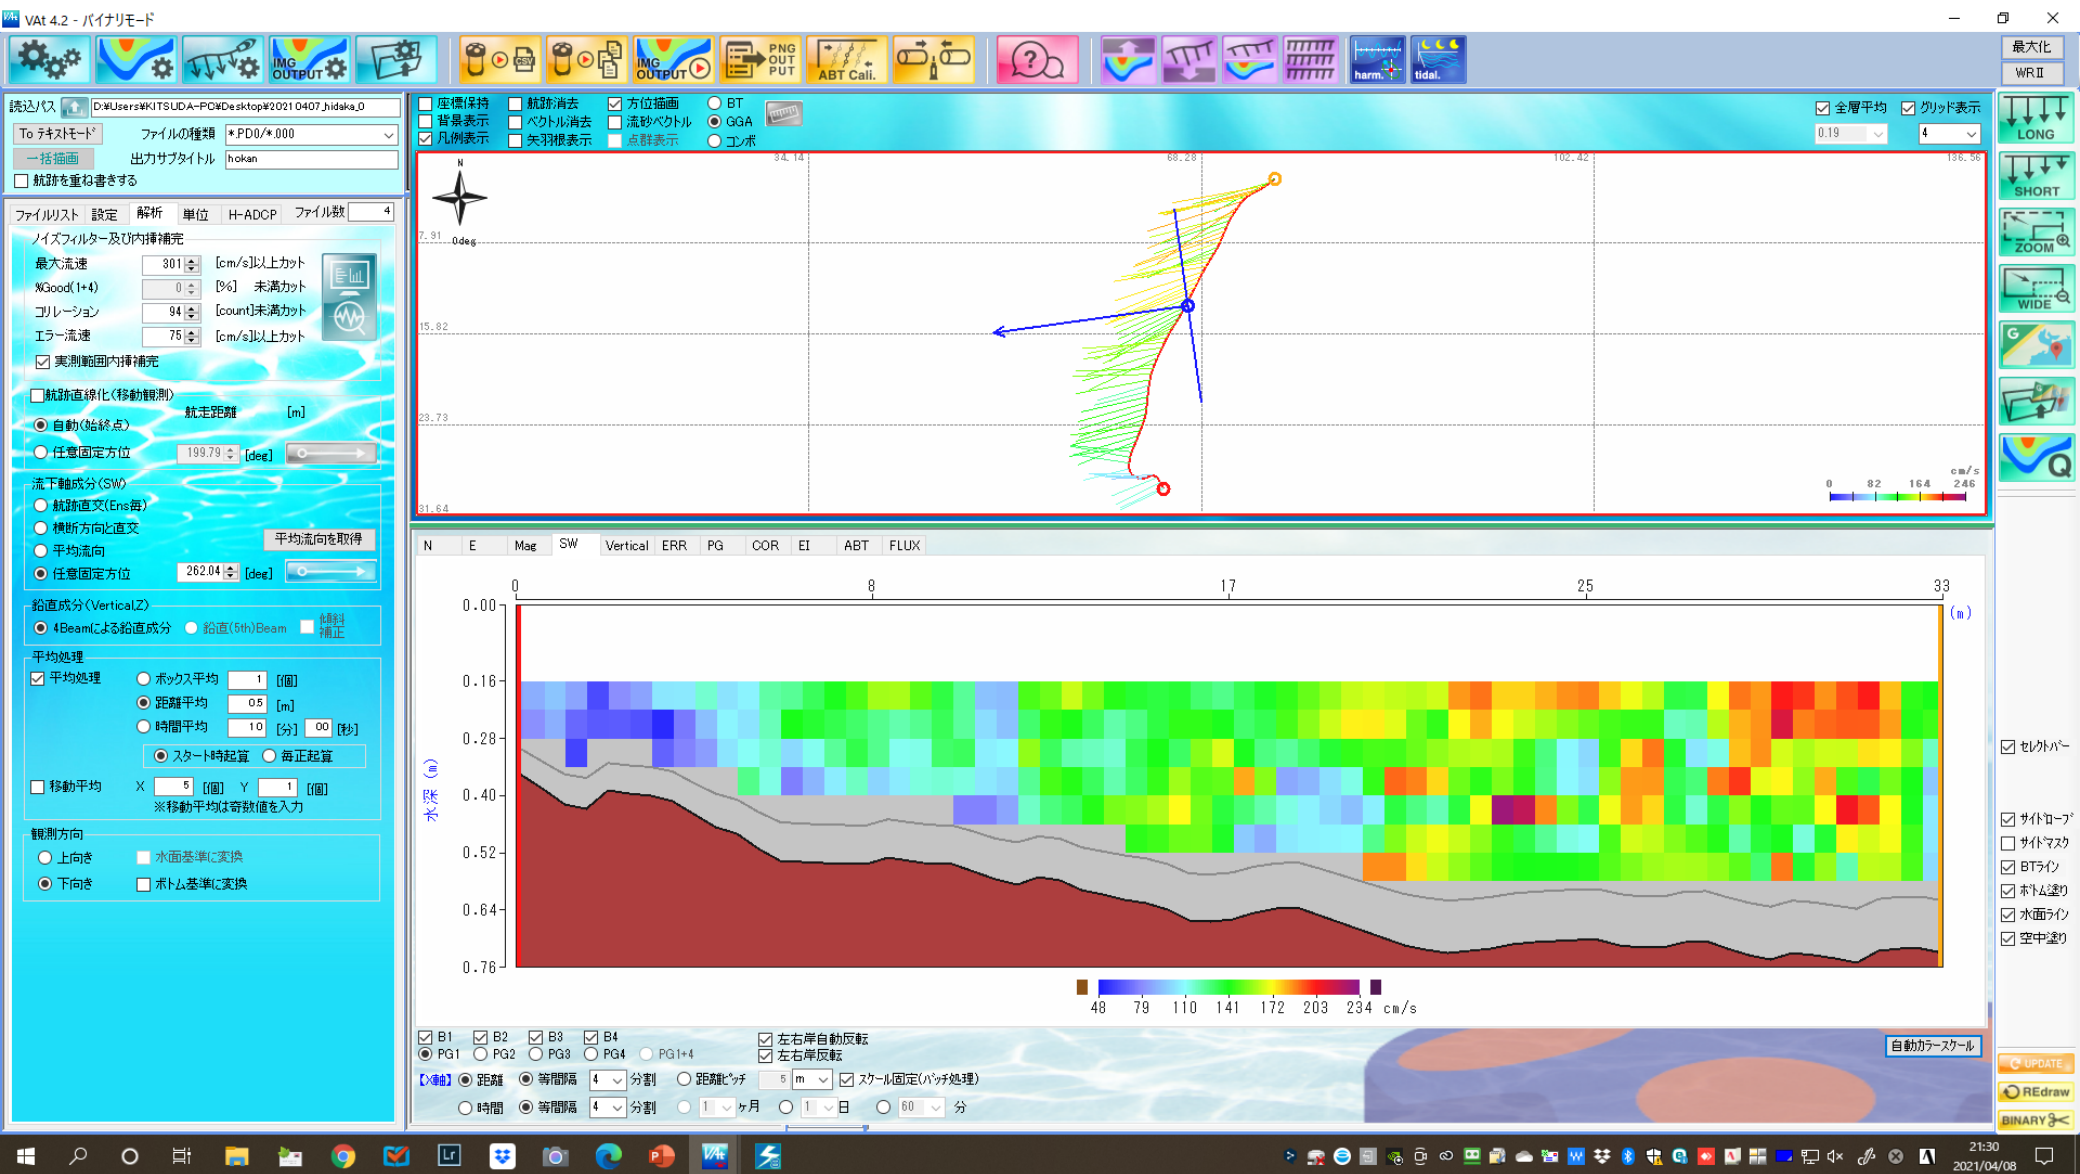 VAt 4.2 - バイナリモード
IMG OUTPUT
CSV
IMG OUTPUT
PNG OUT PUT
ABT Cali.
harm.
tidal.
最大化
WRⅡ
読込パス D:¥Users¥KITSUDA-PC¥Desktop¥20210407_hidaka_0
To テキストモード ファイルの種類 *.PD0/*.000
一括描画 出力サブタイトル hokan
航跡を重ね書きする
座標保持 航跡消去 方位描画 BT
背景表示 ベクトル消去 流砂ベクトル GGA
凡例表示 矢羽根表示 点群表示 コンボ
全層平均 グリッド表示
0.19 4
ファイルリスト 設定 解析 単位 H-ADCP ファイル数 4
ノイズフィルター及び内挿補完
最大流速 301 [cm/s]以上カット
%Good(1+4) 0 [%] 未満カット
コリレーション 94 [count]未満カット
エラー流速 75 [cm/s]以上カット
実測範囲内挿補完
航跡直線化(移動観測)
航走距離 [m]
自動(始終点)
任意固定方位 199.79 [deg]
流下軸成分(SW)
航跡直交(Ens毎)
横断方向と直交
平均流向 平均流向を取得
任意固定方位 262.04 [deg]
鉛直成分(Vertical,Z)
4Beamによる鉛直成分 鉛直(5th)Beam 傾斜補正
平均処理
平均処理 ボックス平均 1 [個]
距離平均 0.5 [m]
時間平均 10 [分] 00 [秒]
スタート時起算 毎正起算
移動平均 X 5 [個] Y 1 [個]
※移動平均は奇数値を入力
観測方向
上向き 水面基準に変換
下向き ボトム基準に変換
N
0deg
34.14 68.28 102.42 136.56
7.91
15.82
23.73
31.64
cm/s
0 82 164 246
N E Mag SW Vertical ERR PG COR EI ABT FLUX
0 8 17 25 33
(m)
0.00
0.16
0.28
0.40
0.52
0.64
0.76
水深 (m)
48 79 110 141 172 203 234 cm/s
B1 B2 B3 B4 左右岸自動反転
PG1 PG2 PG3 PG4 PG1+4 左右岸反転
自動カラースケール
【X軸】 距離 等間隔 4 分割 距離ピッチ 5 m スケール固定(バッチ処理)
時間 等間隔 4 分割 1 ヶ月 1 日 60 分
LONG
SHORT
ZOOM
WIDE
G
Q
セレクトバー
サイドローブ
サイドマスク
BTライン
ボトム塗り
水面ライン
空中塗り
UPDATE
REdraw
BINARY
Lr
21:30
2021/04/08